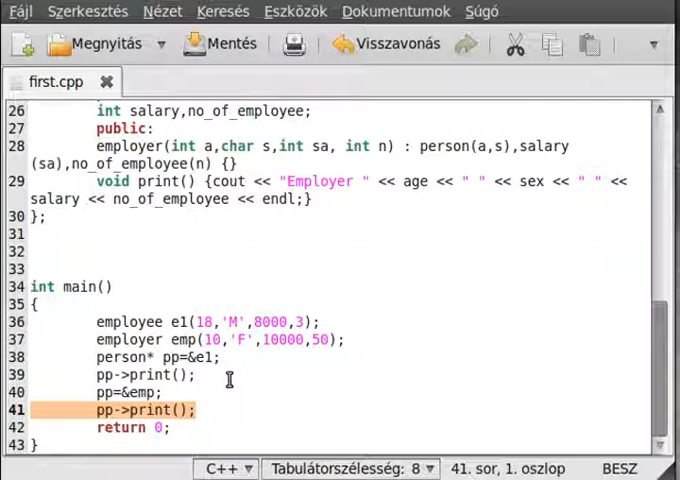 Fájl Szerkesztés Nézet Keresés Eszközök Dokumentumok Súgó
Megnyitás Mentés Visszavonás
first.cpp
26 int salary,no_of_employee;
27 public:
28 employer(int a,char s,int sa, int n) : person(a,s),salary
(sa),no_of_employee(n) {}
29 void print() {cout << "Employer " << age << " " << sex << " " <<
salary << no_of_employee << endl;}
30 };
31
32
33
34 int main()
35 {
36 employee e1(18,'M',8000,3);
37 employer emp(10,'F',10000,50);
38 person* pp=&e1;
39 pp->print();
40 pp=&emp;
41 pp->print();
42 return 0;
43 }
C++ Tabulátorszélesség: 8 41. sor, 1. oszlop BESZ